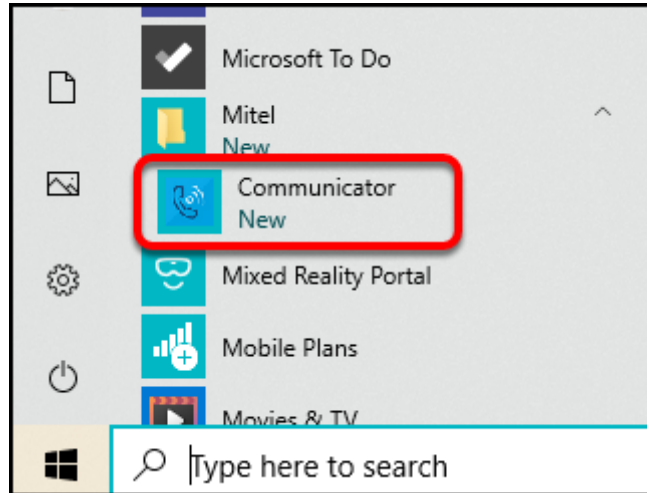 Microsoft To Do
Mitel
New
Communicator
New
Mixed Reality Portal
Mobile Plans
Movies & TV
Type here to search